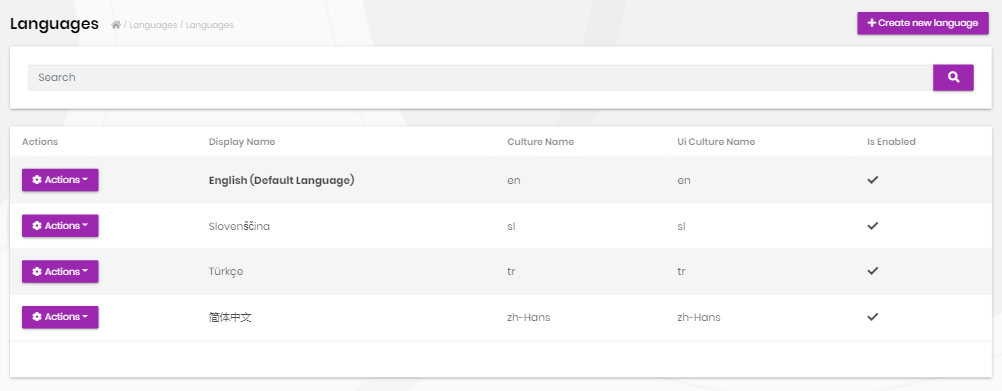 Languages / Languages / Languages + Create new language
Search
Actions Display Name Culture Name Ui Culture Name Is Enabled
Actions English (Default Language) en en
Actions Slovenščina sl sl
Actions Türkçe tr tr
Actions 简体中文 zh-Hans zh-Hans